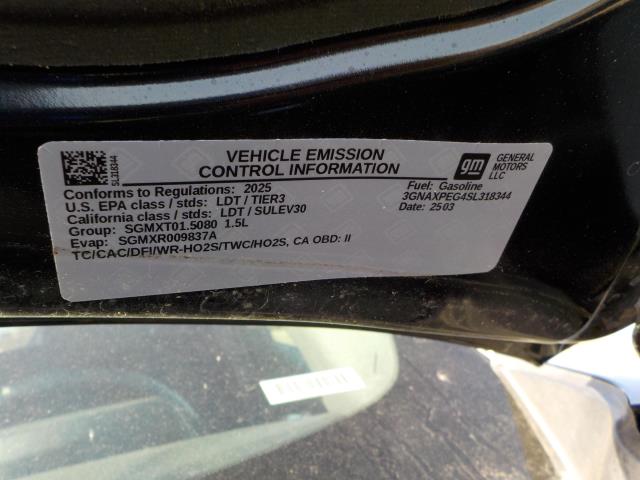 SL318344
VEHICLE EMISSION
CONTROL INFORMATION
gm GENERAL MOTORS LLC
Conforms to Regulations: 2025
U.S. EPA class / stds: LDT / TIER3
California class / stds: LDT / SULEV30
Group: SGMXT01.5080 1.5L
Evap: SGMXR009837A
TC/CAC/DFI/WR-HO2S/TWC/HO2S, CA OBD: II
Fuel: Gasoline
3GNAXPEG4SL318344
Date: 2503